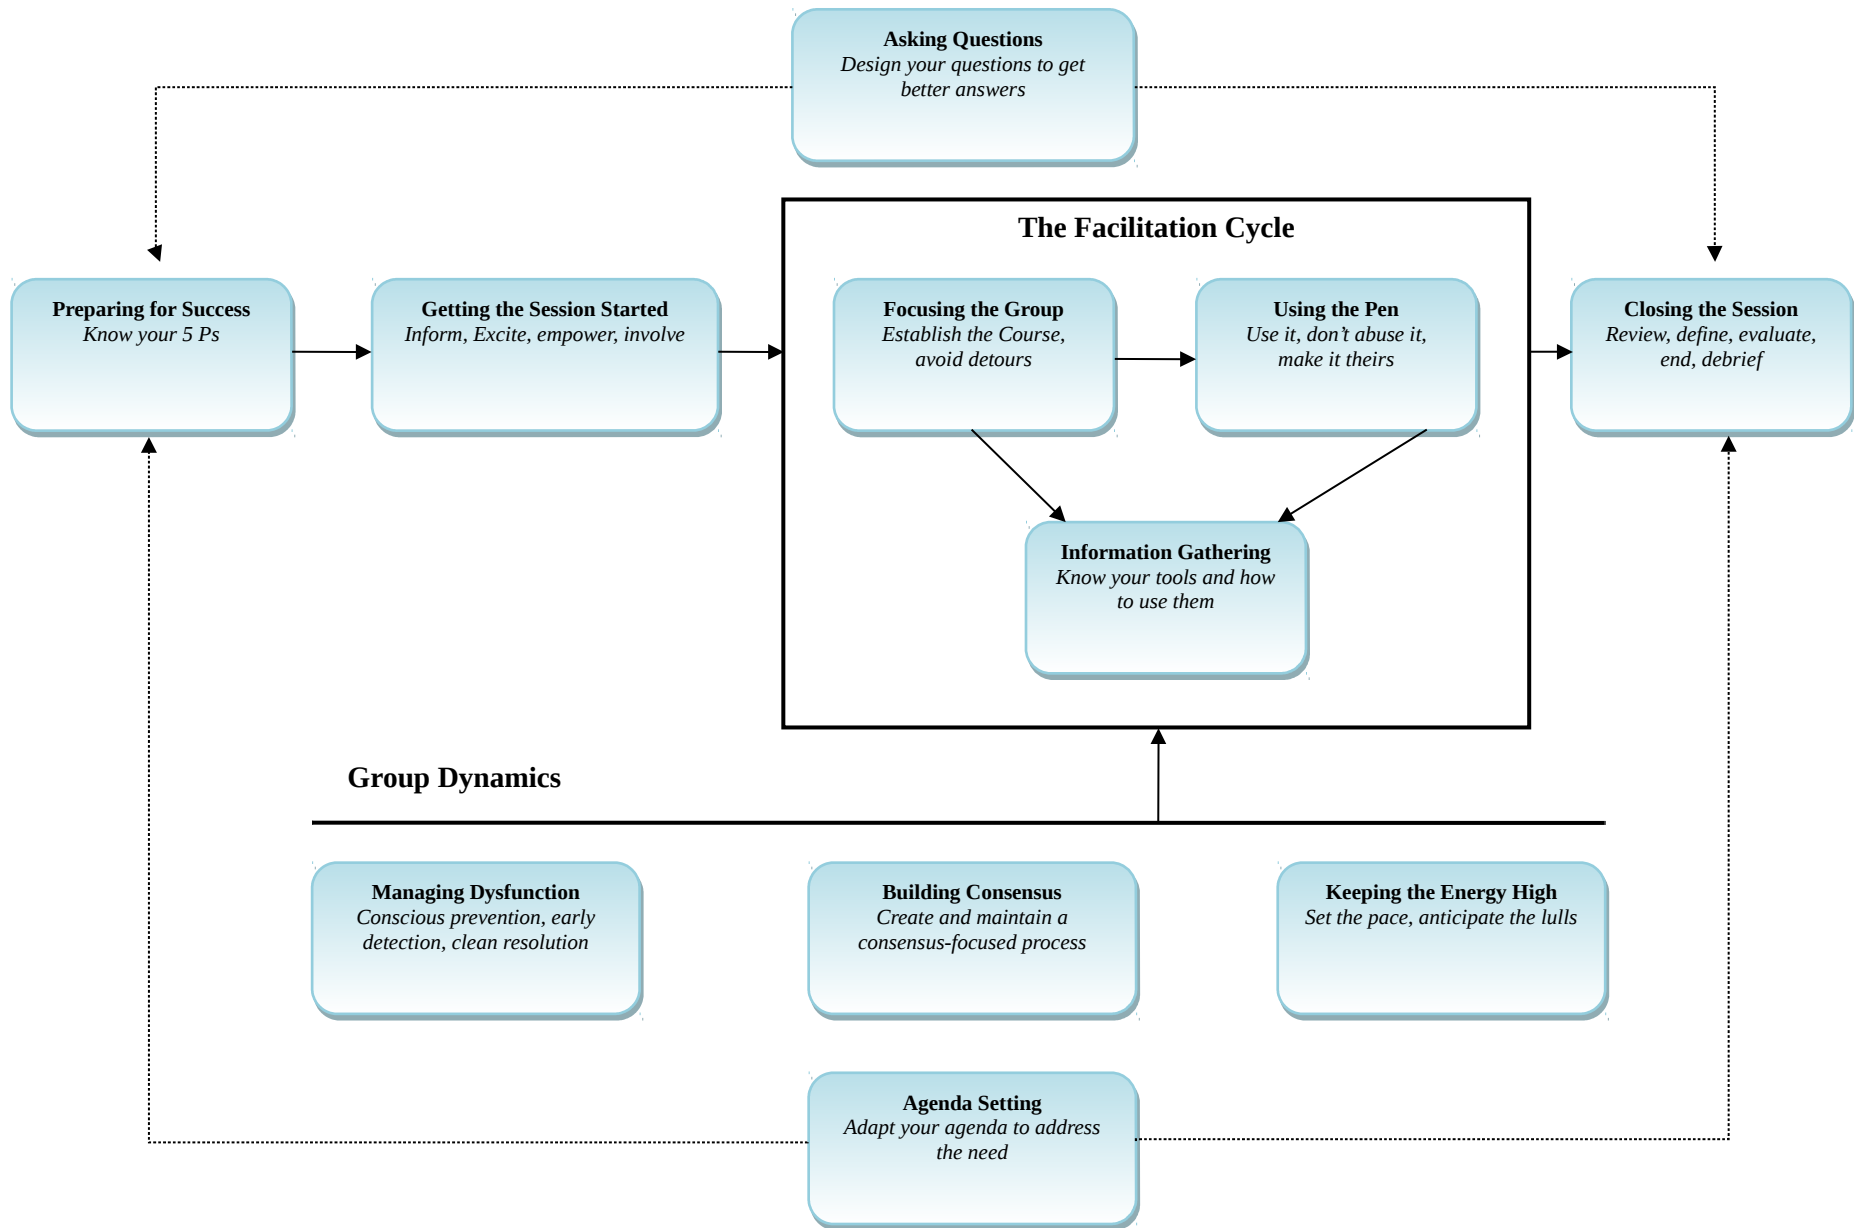 Asking Questions
Design your questions to get
better answers
The Facilitation Cycle
Preparing for Success
Know your 5 Ps
Getting the Session Started
Inform, Excite, empower, involve
Focusing the Group
Establish the Course,
avoid detours
Using the Pen
Use it, don’t abuse it,
make it theirs
Closing the Session
Review, define, evaluate,
end, debrief
Information Gathering
Know your tools and how
to use them
Group Dynamics
Managing Dysfunction
Conscious prevention, early
detection, clean resolution
Building Consensus
Create and maintain a
consensus-focused process
Keeping the Energy High
Set the pace, anticipate the lulls
Agenda Setting
Adapt your agenda to address
the need